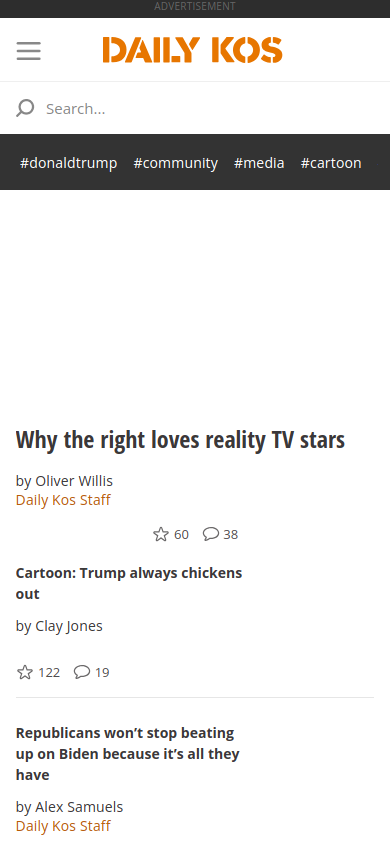 ADVERTISEMENT
DAILY KOS
Search...
#donaldtrump #community #media #cartoon
Why the right loves reality TV stars
by Oliver Willis
Daily Kos Staff
60 38
Cartoon: Trump always chickens
out
by Clay Jones
122 19
Republicans won’t stop beating
up on Biden because it’s all they
have
by Alex Samuels
Daily Kos Staff